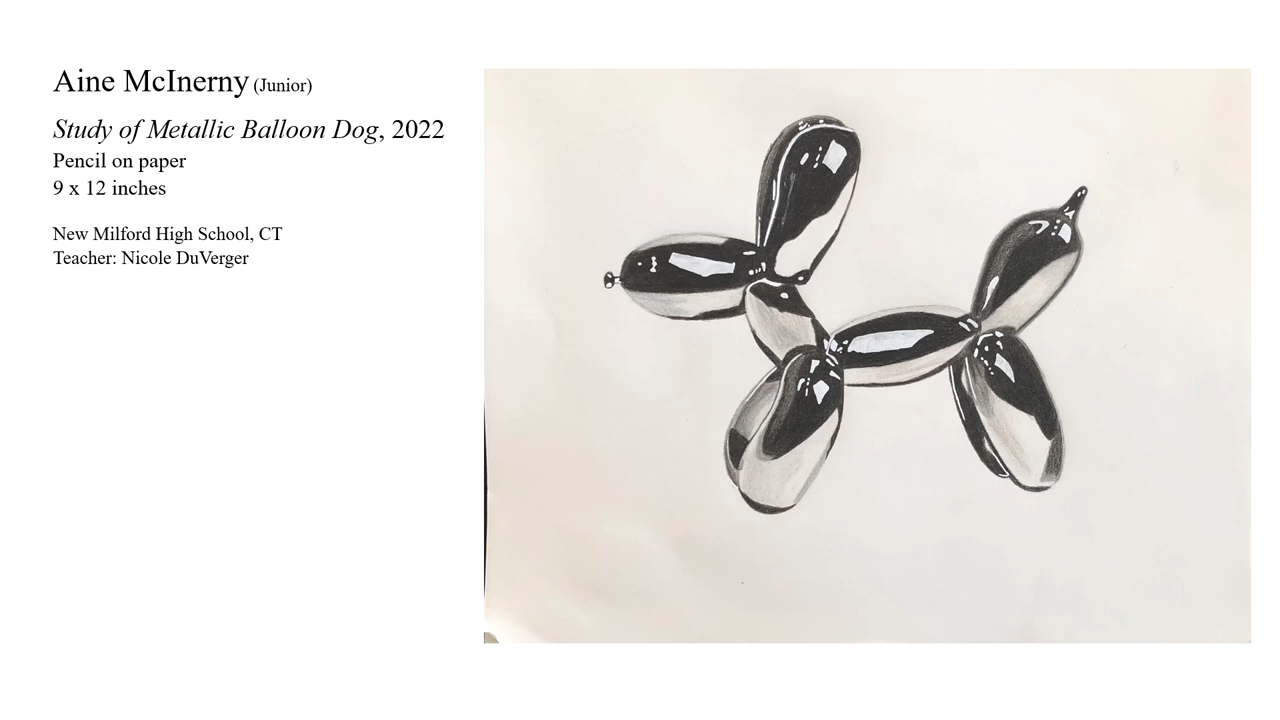 Aine McInerny (Junior)
Study of Metallic Balloon Dog, 2022
Pencil on paper
9 x 12 inches
New Milford High School, CT
Teacher: Nicole DuVerger